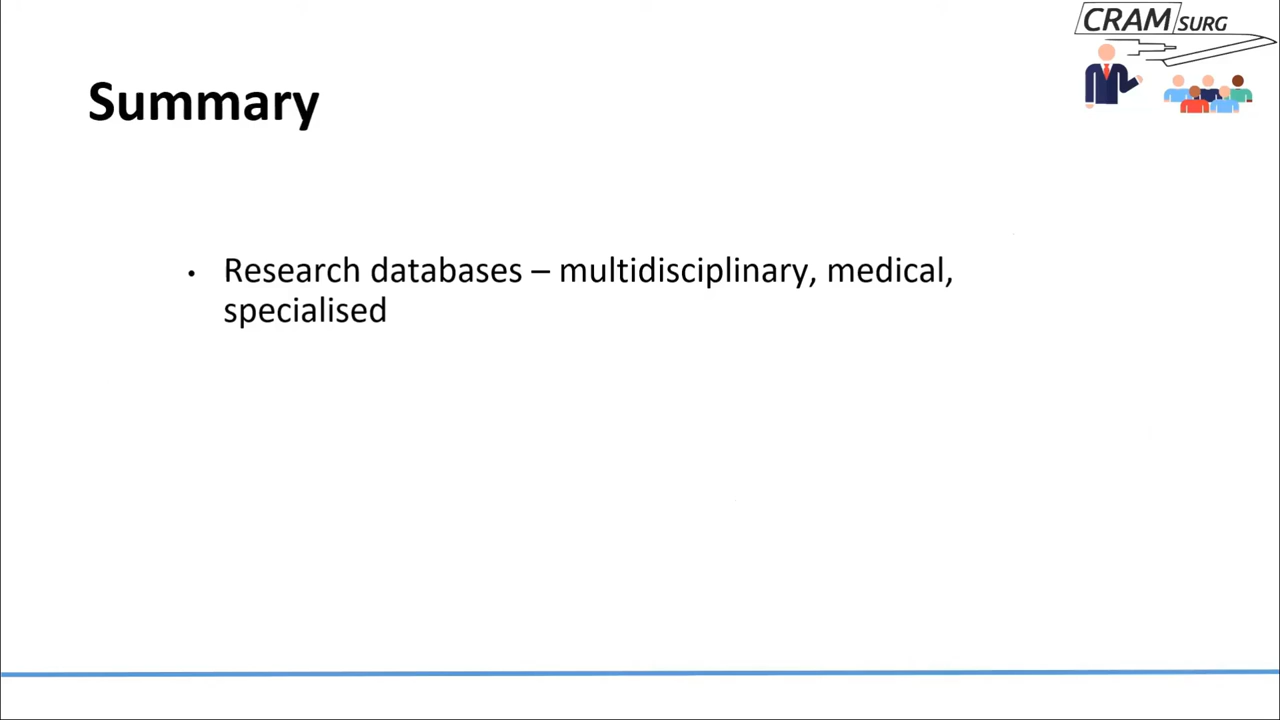 CRAM SURG
Summary
• Research databases – multidisciplinary, medical,
specialised